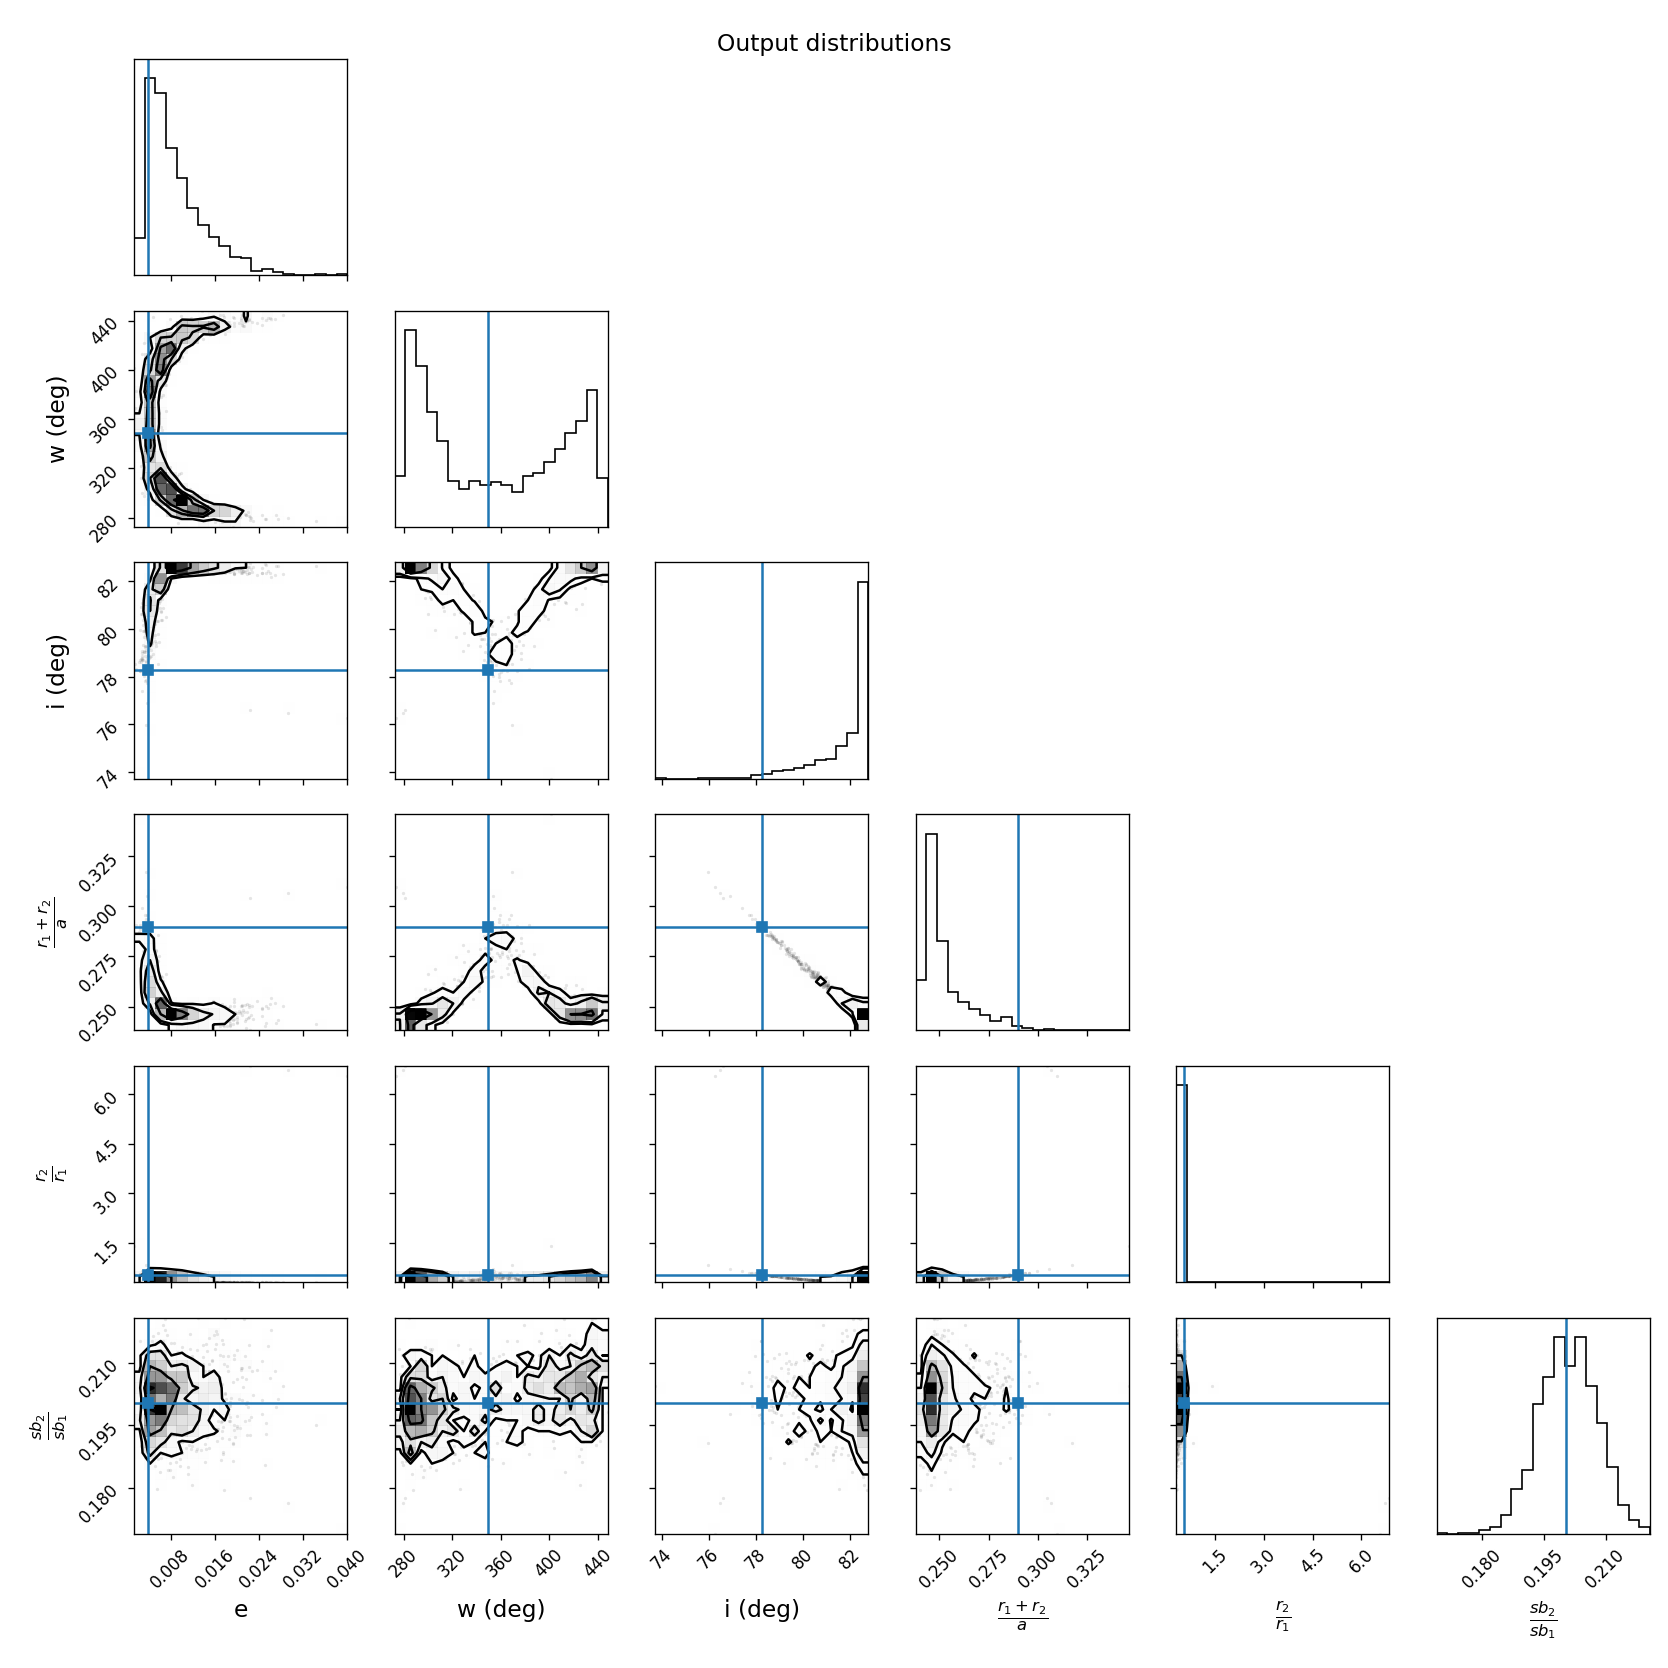 Output distributions
440
400
360
320
280
w (deg)
82
80
78
76
74
i (deg)
0.325
0.300
0.275
0.250
r₁ + r₂
a
6.0
4.5
3.0
1.5
r₂
r₁
0.210
0.195
0.180
sb₂
sb₁
0.008 0.016 0.024 0.032 0.040 280 320 360 400 440 74 76 78 80 82 0.250 0.275 0.300 0.325 1.5 3.0 4.5 6.0 0.180 0.195 0.210
e w (deg) i (deg) r₁ + r₂ r₂ sb₂
a r₁ sb₁